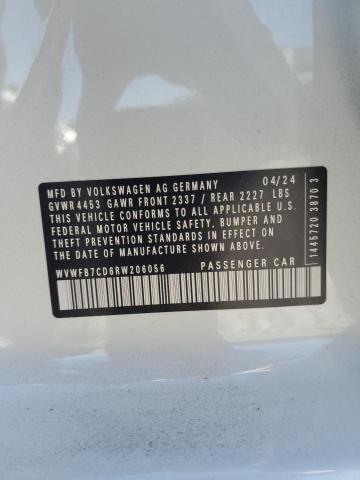 MFD BY VOLKSWAGEN AG GERMANY 04/24
GVWR 4453 GAWR FRONT 2337 / REAR 2227 LBS
THIS VEHICLE CONFORMS TO ALL APPLICABLE U.S.
FEDERAL MOTOR VEHICLE SAFETY, BUMPER AND
THEFT PREVENTION STANDARDS IN EFFECT ON THE
DATE OF MANUFACTURE SHOWN ABOVE.
WVWFB7CD6RW206056 PASSENGER CAR
1445720 3870 3